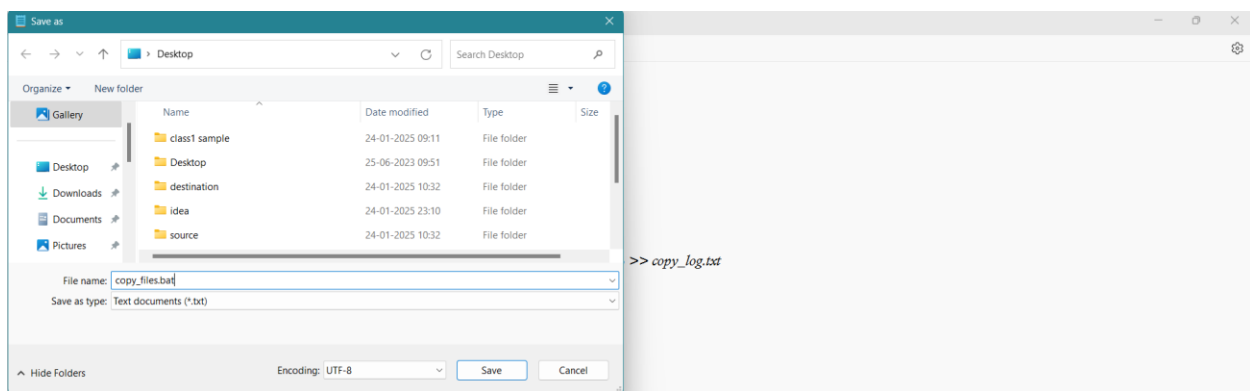 Save as
Desktop
Search Desktop
Organize
New folder
Gallery
Desktop
Downloads
Documents
Pictures
Name Date modified Type Size
class1 sample 24-01-2025 09:11 File folder
Desktop 25-06-2023 09:51 File folder
destination 24-01-2025 10:32 File folder
idea 24-01-2025 23:10 File folder
source 24-01-2025 10:32 File folder
>> copy_log.txt
File name: copy_files.bat
Save as type: Text documents (*.txt)
Hide Folders
Encoding: UTF-8
Save
Cancel